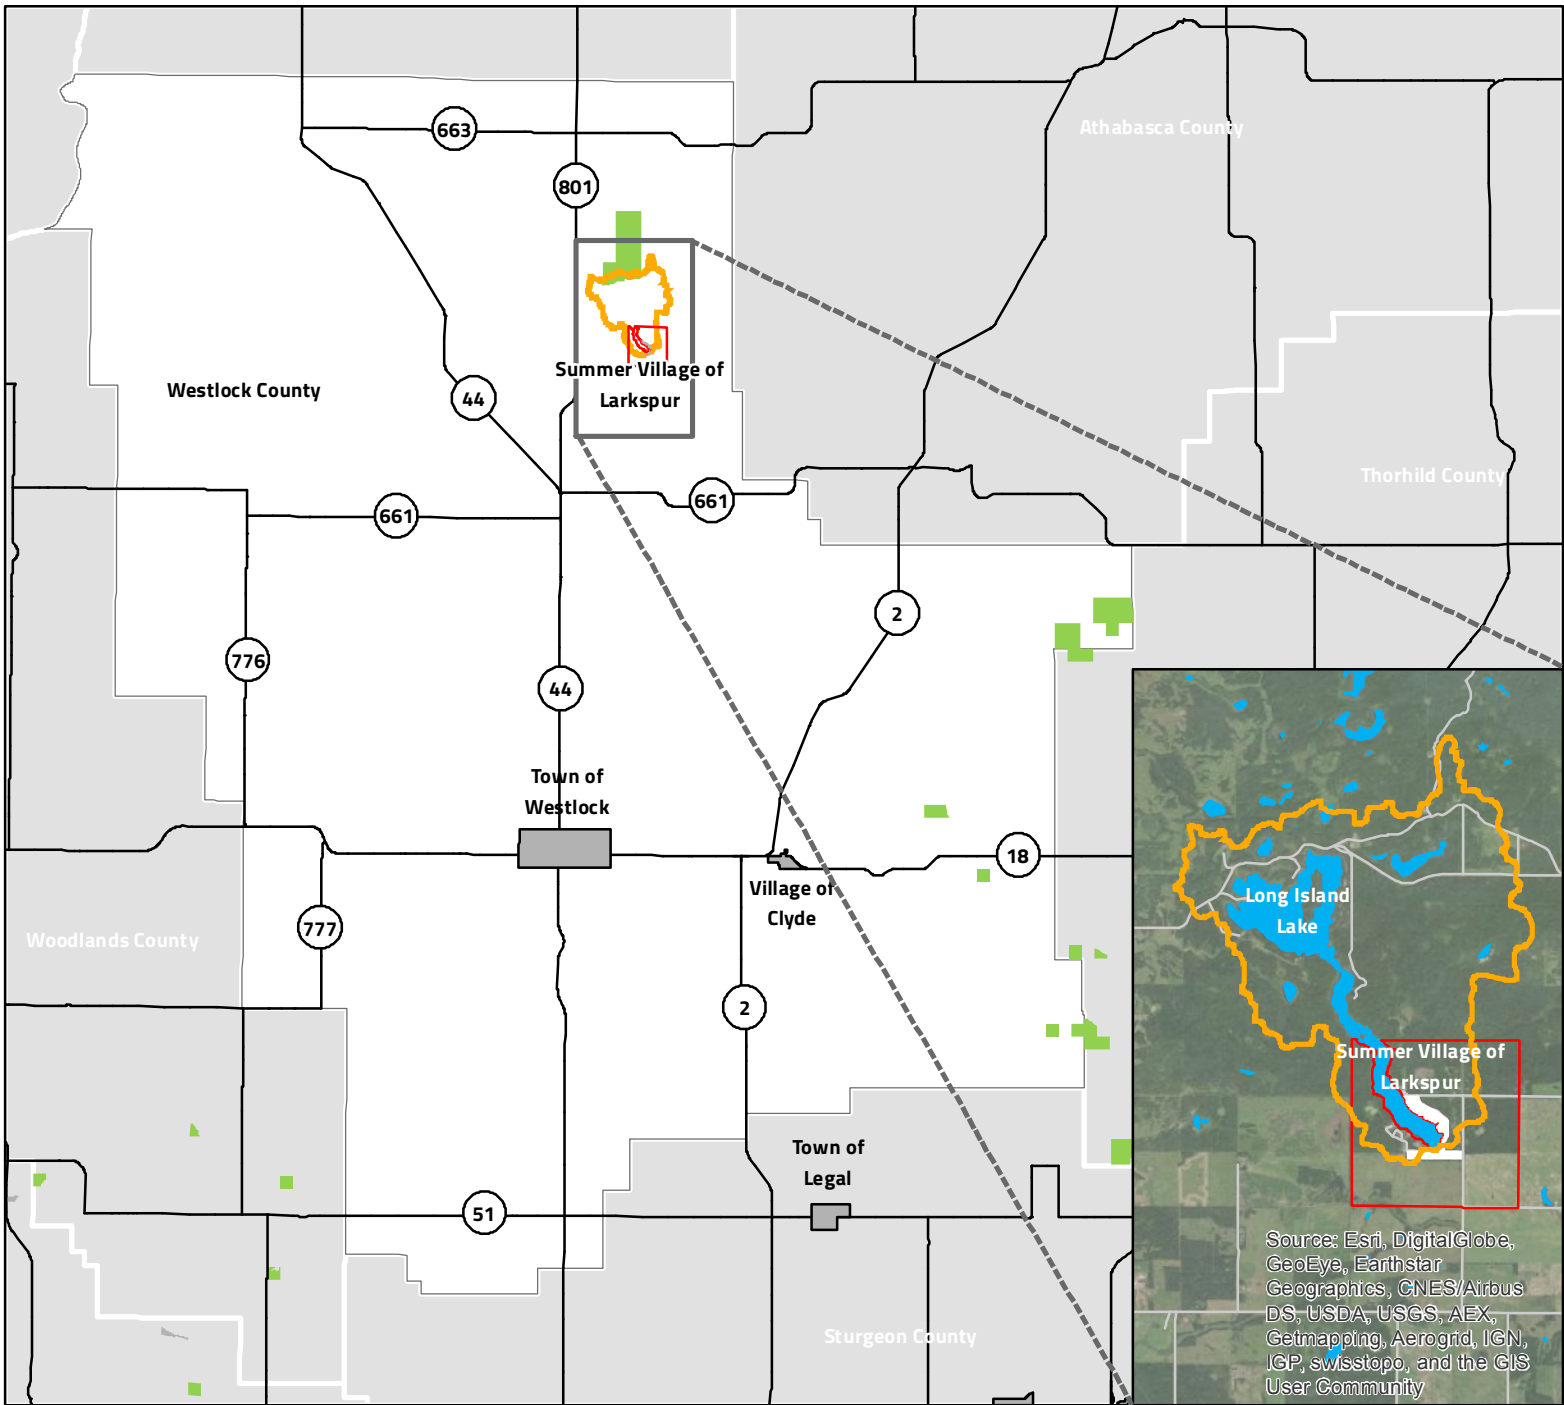 663
Athabasca County
801
Summer Village of
Larkspur
Westlock County
44
Thorhild County
661
661
2
776
44
Town of
Westlock
18
Village of
Clyde
Woodlands County
777
2
Town of
Legal
51
Sturgeon County
Long Island
Lake
Summer Village of
Larkspur
Source: Esri, DigitalGlobe,
GeoEye, Earthstar
Geographics, CNES/Airbus
DS, USDA, USGS, AEX,
Getmapping, Aerogrid, IGN,
IGP, swisstopo, and the GIS
User Community